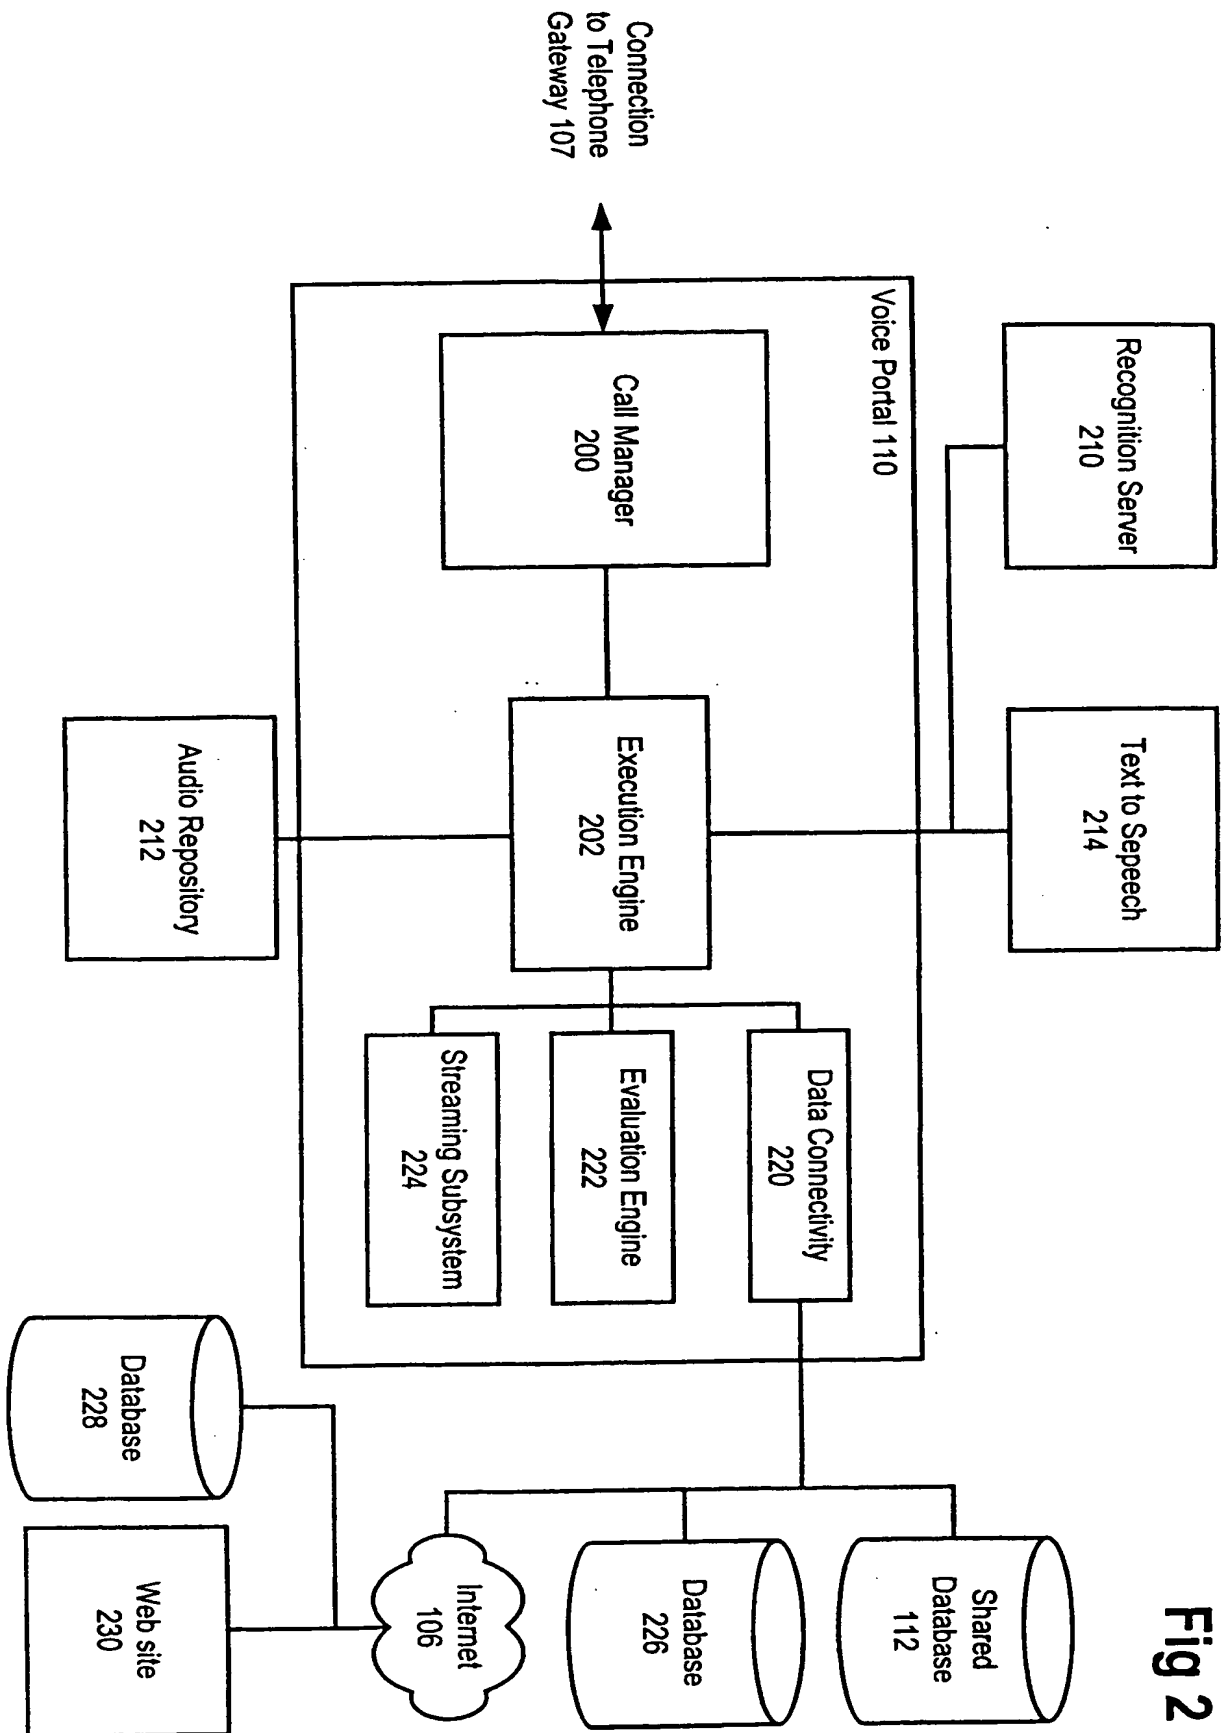 Fig 2
Recognition Server
210
Text to Sepeech
214
Voice Portal 110
Connection
to Telephone
Gateway 107
Call Manager
200
Execution Engine
202
Data Connectivity
220
Evaluation Engine
222
Streaming Subsystem
224
Shared
Database
112
Database
226
Internet
106
Audio Repository
212
Database
228
Web site
230